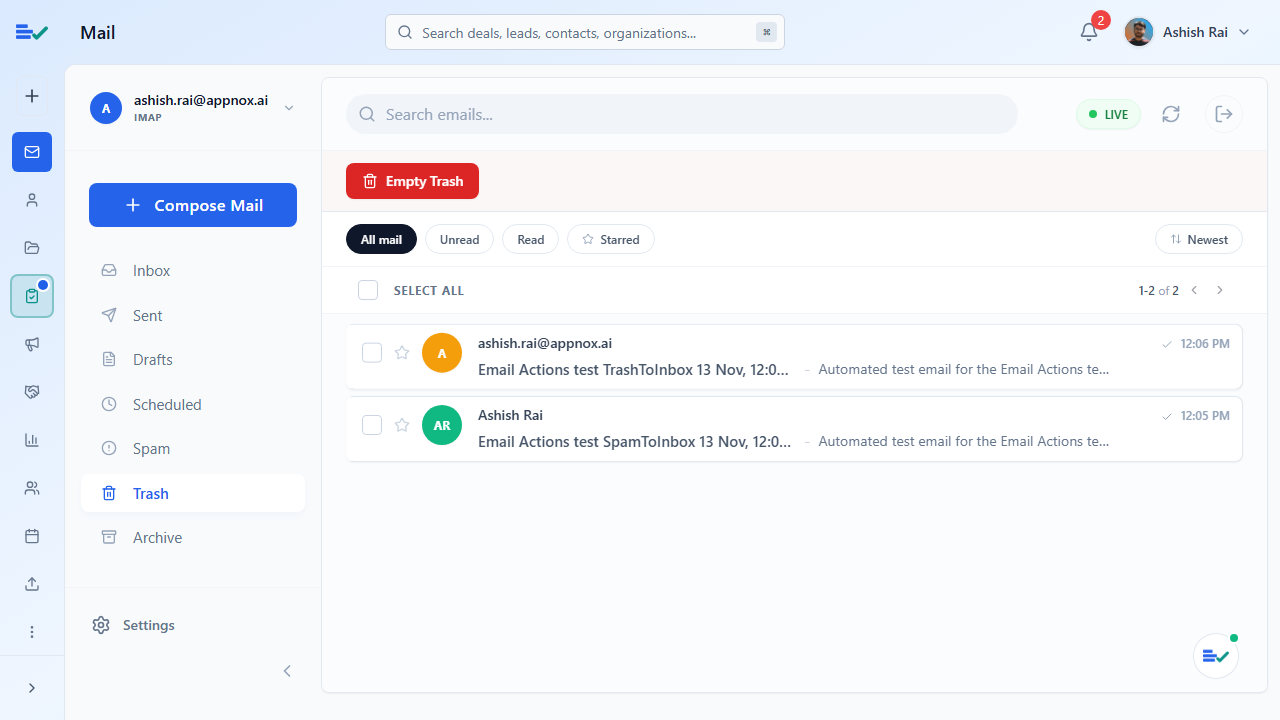 Mail
Search deals, leads, contacts, organizations...
⌘
2
Ashish Rai
A
ashish.rai@appnox.ai
IMAP
Search emails...
LIVE
Empty Trash
Compose Mail
All mail
Unread
Read
Starred
Newest
Inbox
SELECT ALL
1-2 of 2
Sent
Drafts
Scheduled
Spam
Trash
Archive
Settings
A
ashish.rai@appnox.ai
12:06 PM
Email Actions test TrashToInbox 13 Nov, 12:0... - Automated test email for the Email Actions te...
AR
Ashish Rai
12:05 PM
Email Actions test SpamToInbox 13 Nov, 12:0... - Automated test email for the Email Actions te...